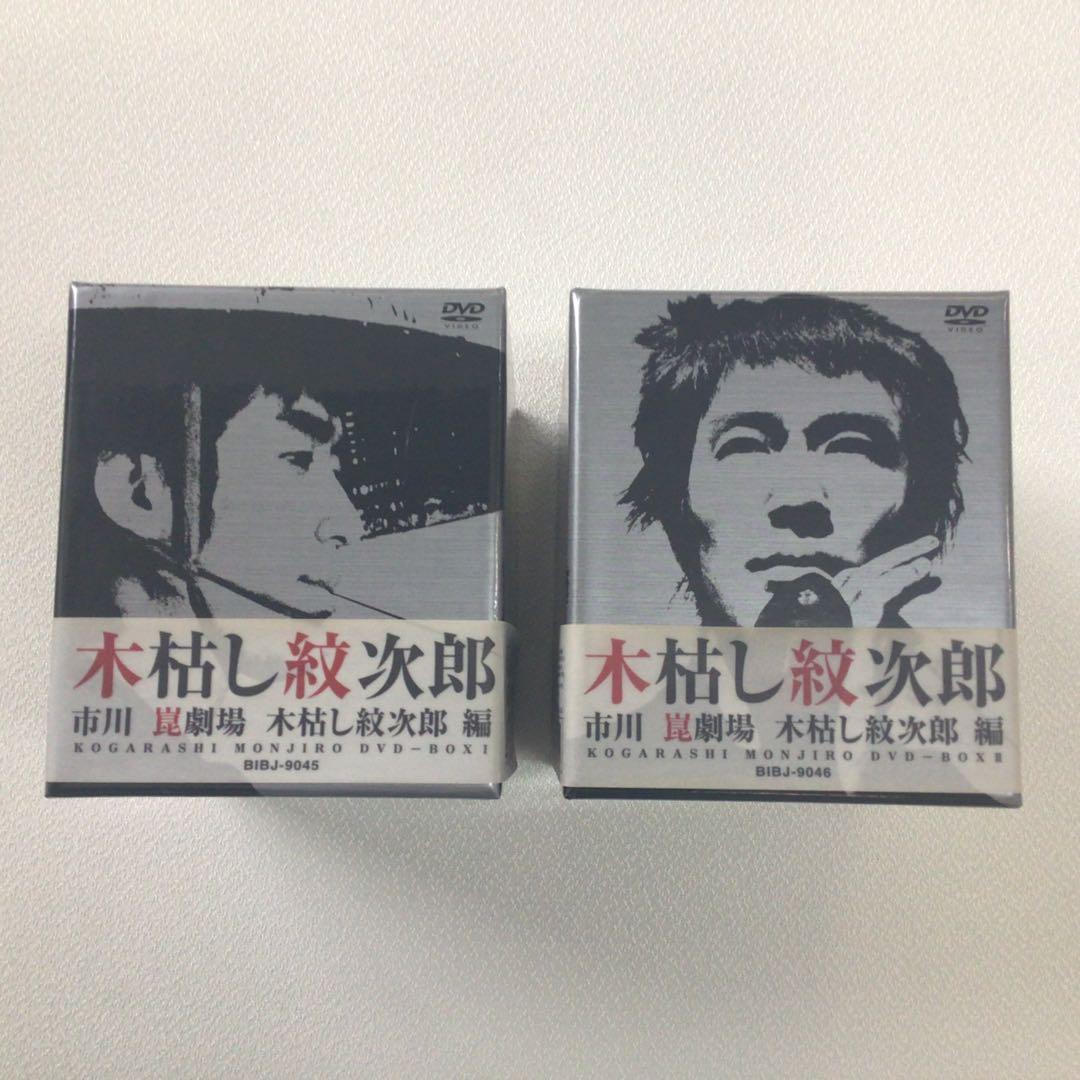 DVD
VIDEO
木枯し紋次郎
市川 崑劇場 木枯し紋次郎 編
KOGARASHI MONJIRO DVD-BOX I
BIBJ-9045
DVD
VIDEO
木枯し紋次郎
市川 崑劇場 木枯し紋次郎 編
KOGARASHI MONJIRO DVD-BOX II
BIBJ-9046